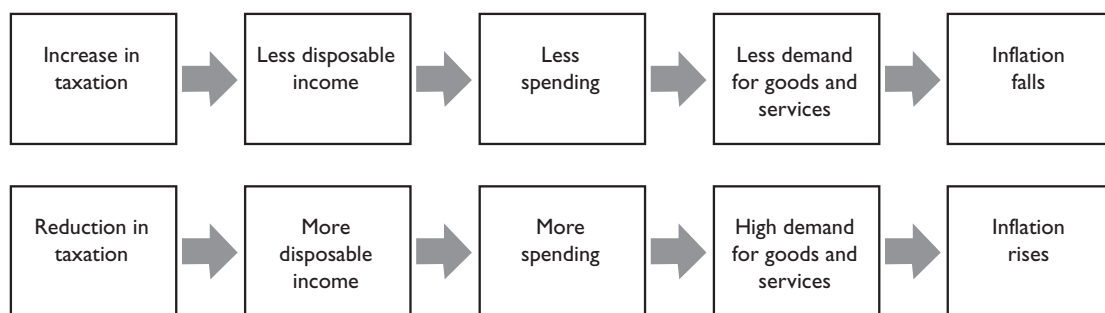 Increase in
taxation
Less disposable
income
Less
spending
Less demand
for goods and
services
Inflation
falls
Reduction in
taxation
More
disposable
income
More
spending
High demand
for goods and
services
Inflation
rises